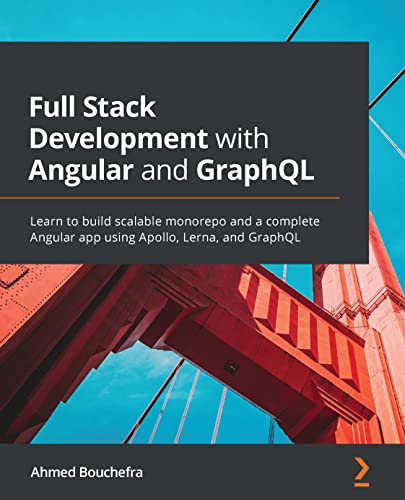 Full Stack
Development with
Angular and GraphQL
Learn to build scalable monorepo and a complete
Angular app using Apollo, Lerna, and GraphQL
Ahmed Bouchefra